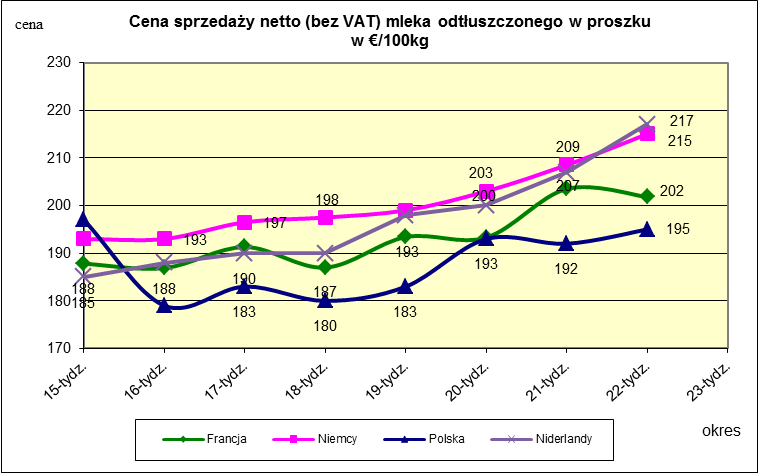 cena
Cena sprzedaży netto (bez VAT) mleka odtłuszczonego w proszku
w €/100kg
230
220
210
200
190
180
170
217
215
209
203
207
202
198
200
197
193
195
193
193
192
188
188
190
187
185
183
180
183
15-tydz.
16-tydz.
17-tydz.
18-tydz.
19-tydz.
20-tydz.
21-tydz.
22-tydz.
23-tydz.
okres
Francja
Niemcy
Polska
Niderlandy